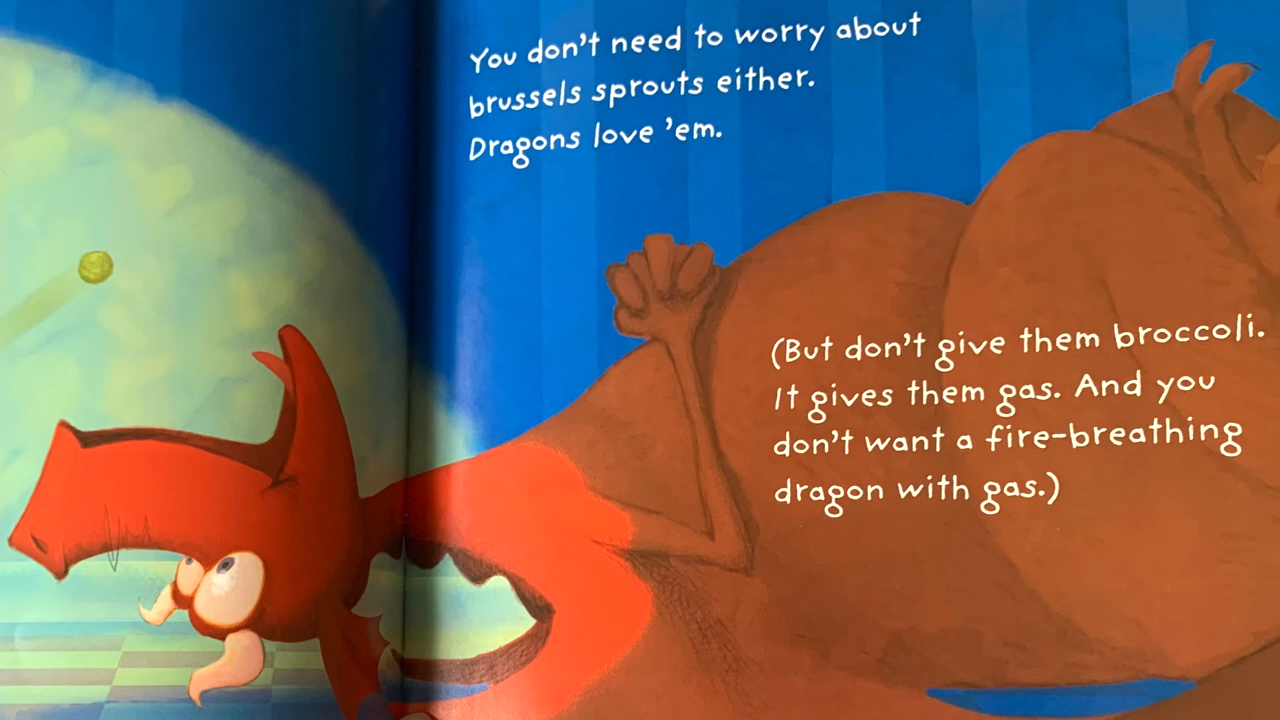 You don't need to worry about
brussels sprouts either.
Dragons love 'em.
(But don't give them broccoli.
It gives them gas. And you
don't want a fire-breathing
dragon with gas.)